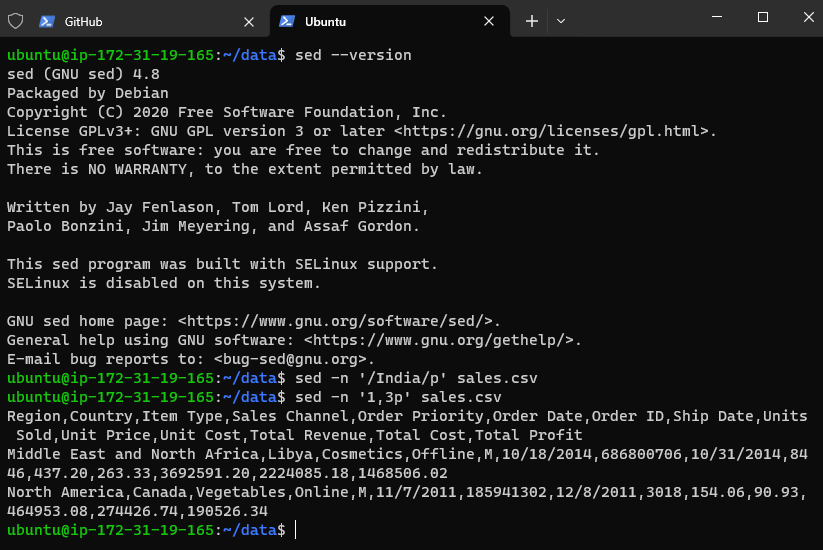 GitHub
Ubuntu
ubuntu@ip-172-31-19-165:~/data$ sed --version
sed (GNU sed) 4.8
Packaged by Debian
Copyright (C) 2020 Free Software Foundation, Inc.
License GPLv3+: GNU GPL version 3 or later <https://gnu.org/licenses/gpl.html>.
This is free software: you are free to change and redistribute it.
There is NO WARRANTY, to the extent permitted by law.

Written by Jay Fenlason, Tom Lord, Ken Pizzini,
Paolo Bonzini, Jim Meyering, and Assaf Gordon.

This sed program was built with SELinux support.
SELinux is disabled on this system.

GNU sed home page: <https://www.gnu.org/software/sed/>.
General help using GNU software: <https://www.gnu.org/gethelp/>.
E-mail bug reports to: <bug-sed@gnu.org>.
ubuntu@ip-172-31-19-165:~/data$ sed -n '/India/p' sales.csv
ubuntu@ip-172-31-19-165:~/data$ sed -n '1,3p' sales.csv
Region,Country,Item Type,Sales Channel,Order Priority,Order Date,Order ID,Ship Date,Units
 Sold,Unit Price,Unit Cost,Total Revenue,Total Cost,Total Profit
Middle East and North Africa,Libya,Cosmetics,Offline,M,10/18/2014,686800706,10/31/2014,84
46,437.20,263.33,3692591.20,2224085.18,1468506.02
North America,Canada,Vegetables,Online,M,11/7/2011,185941302,12/8/2011,3018,154.06,90.93,
464953.08,274426.74,190526.34
ubuntu@ip-172-31-19-165:~/data$